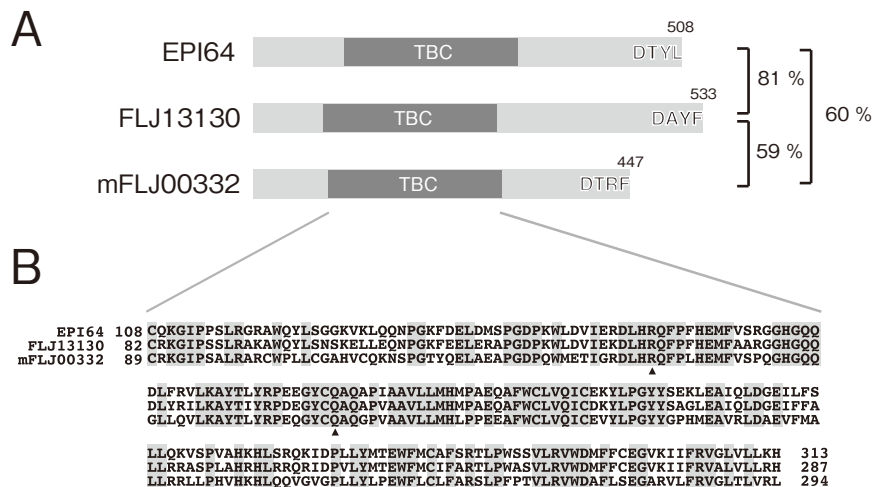 A
508
EPI64 TBC DTYL
81 %
533
FLJ13130 TBC DAYF
60 %
59 %
447
mFLJ00332 TBC DTRF
B
EPI64 108 CQKGIPPSLRGRAWQYLSGGKVKLQQNPGKFDELDMSPGDPKWLDVIERDLHRQFPFHEMFVSRGGHGQQ
FLJ13130 82 CRKGIPSSLRAKAWQYLSNSKELLEQNPGKFEELERAPGDPKWLDVIEKDLHRQFPFHEMFAARGGHGQQ
mFLJ00332 89 CRKGIPSALRARCWPLLCGAHVCQKNSPGTYQELAEAPGDPQWMETIGRDLHRQFPLHEMFVSPQGHGQQ
▲
DLFRVLKAYTLYRPEEGYCQAQAPIAAVLLMHMPAEQAFWCLVQICEKYLPGYYSEKLEAIQLDGEILFS
DLYRILKAYTIYRPDEGYCQAQAPVAAVLLMHMPAEQAFWCLVQICDKYLPGYYSAGLEAIQLDGEIFFA
GLLQVLKAYTLYRPEQGYCQAQGPVAAVLLMHLPPEEAFWCLVQICEVYLPGYYGPHMEAVRLDAEVFMA
▲
LLQKVSPVAHKHLSRQKIDPLLYMTEWFMCAFSRTLPWSSVLRVWDMFFCEGVKIIFRVGLVLLKH 313
LLRRASPLAHRHLRRQRIDPVLYMTEWFMCIFARTLPWASVLRVWDMFFCEGVKIIFRVALVLLRH 287
LLRRLLPHVHKHLQQVGVGPLLYLPEWFLCLFARSLPFPTVLRVWDAFLSEGARVLFRVGLTLVRL 294